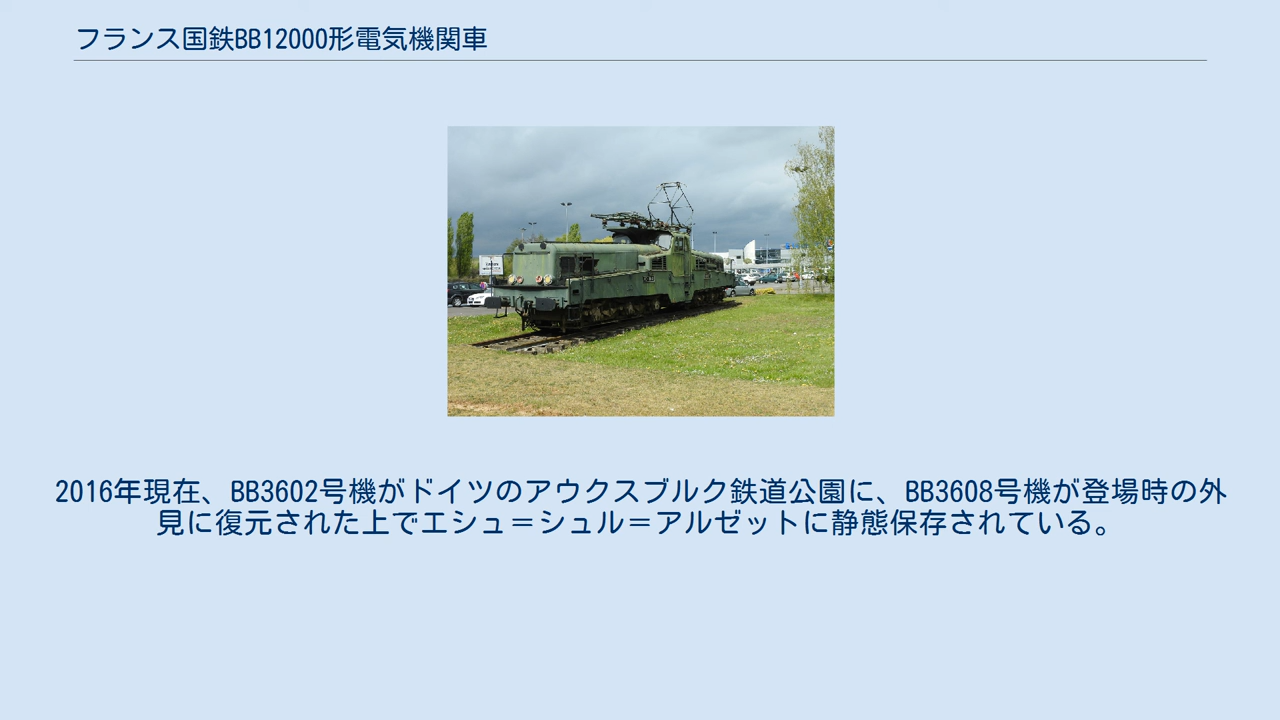 フランス国鉄BB12000形電気機関車
2016年現在、BB3602号機がドイツのアウクスブルク鉄道公園に、BB3608号機が登場時の外
見に復元された上でエシュ＝シュル＝アルゼットに静態保存されている。